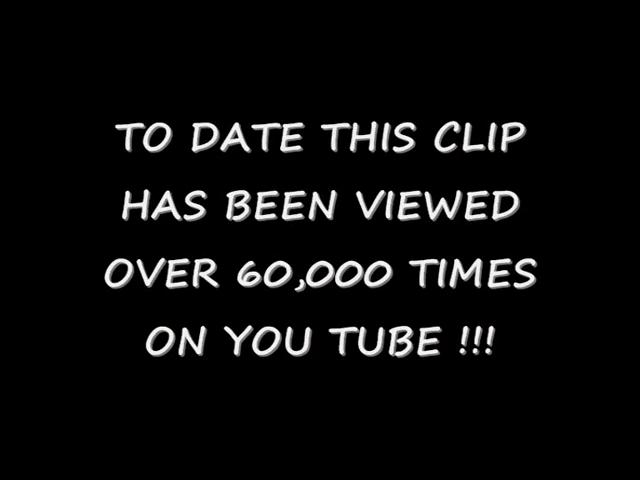 TO DATE THIS CLIP
HAS BEEN VIEWED
OVER 60,000 TIMES
ON YOU TUBE !!!